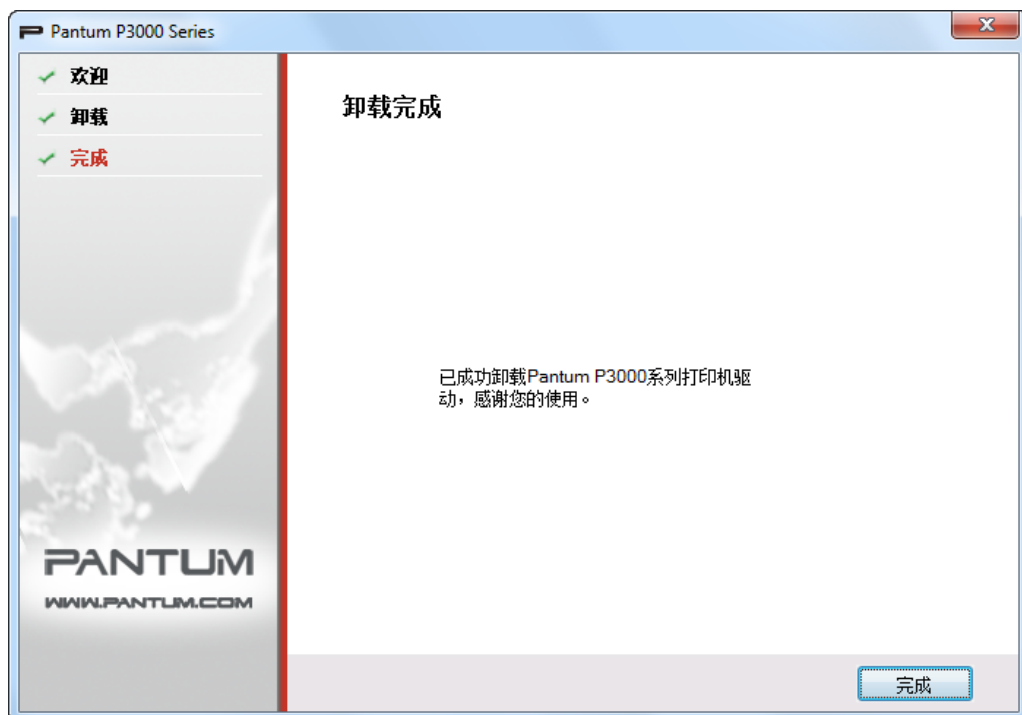 Pantum P3000 Series
欢迎
卸载
完成
卸载完成
已成功卸载Pantum P3000系列打印机驱
动，感谢您的使用。
PANTUM
WWW.PANTUM.COM
完成